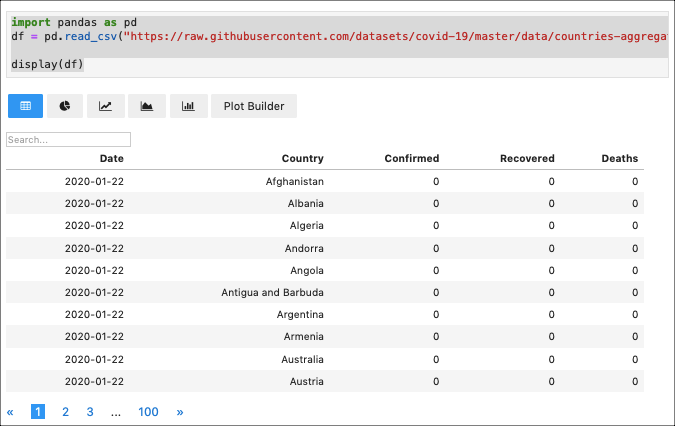 import pandas as pd
df = pd.read_csv("https://raw.githubusercontent.com/datasets/covid-19/master/data/countries-aggrega
display(df)
Plot Builder
Search...
Date Country Confirmed Recovered Deaths
2020-01-22 Afghanistan 0 0 0
2020-01-22 Albania 0 0 0
2020-01-22 Algeria 0 0 0
2020-01-22 Andorra 0 0 0
2020-01-22 Angola 0 0 0
2020-01-22 Antigua and Barbuda 0 0 0
2020-01-22 Argentina 0 0 0
2020-01-22 Armenia 0 0 0
2020-01-22 Australia 0 0 0
2020-01-22 Austria 0 0 0
« 1 2 3 ... 100 »